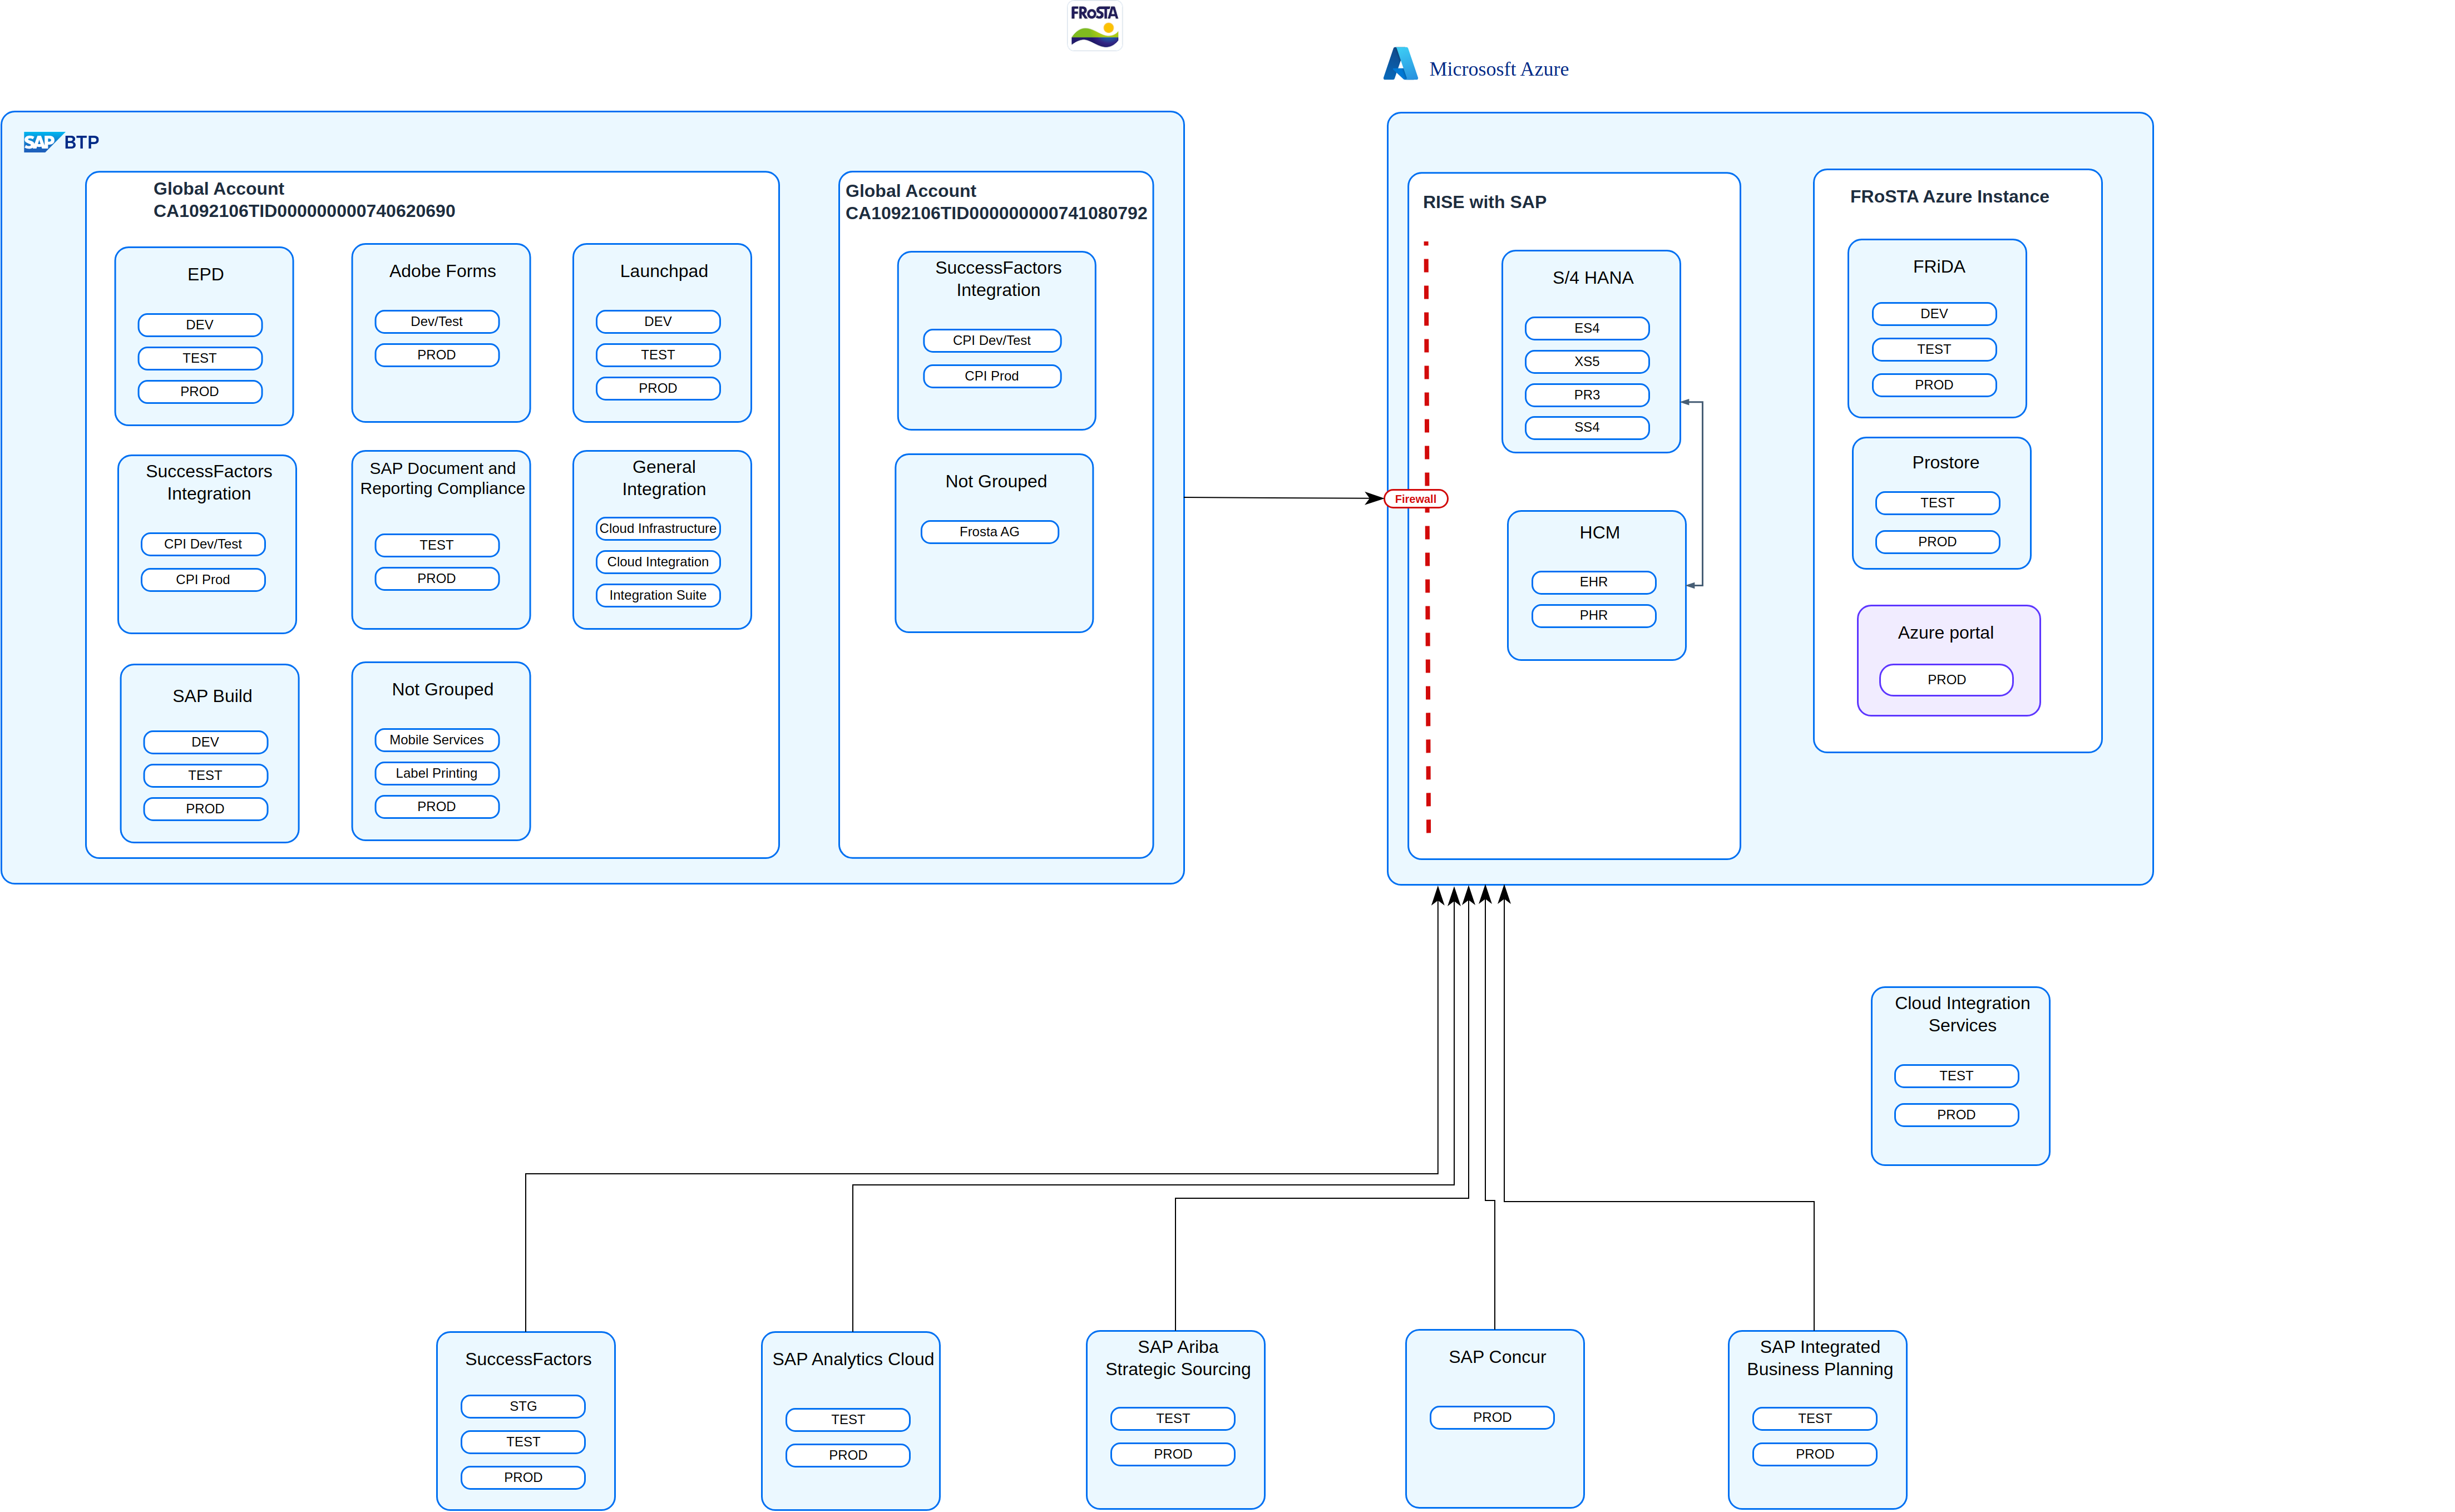 FRoSTA
Micrososft Azure
SAP BTP
Global Account
CA1092106TID000000000740620690
EPD
DEV
TEST
PROD
Adobe Forms
Dev/Test
PROD
Launchpad
DEV
TEST
PROD
SuccessFactors
Integration
CPI Dev/Test
CPI Prod
SAP Document and
Reporting Compliance
TEST
PROD
General
Integration
Cloud Infrastructure
Cloud Integration
Integration Suite
SAP Build
DEV
TEST
PROD
Not Grouped
Mobile Services
Label Printing
PROD
Global Account
CA1092106TID000000000741080792
SuccessFactors
Integration
CPI Dev/Test
CPI Prod
Not Grouped
Frosta AG
Firewall
RISE with SAP
S/4 HANA
ES4
XS5
PR3
SS4
HCM
EHR
PHR
FRoSTA Azure Instance
FRiDA
DEV
TEST
PROD
Prostore
TEST
PROD
Azure portal
PROD
Cloud Integration
Services
TEST
PROD
SuccessFactors
STG
TEST
PROD
SAP Analytics Cloud
TEST
PROD
SAP Ariba
Strategic Sourcing
TEST
PROD
SAP Concur
PROD
SAP Integrated
Business Planning
TEST
PROD